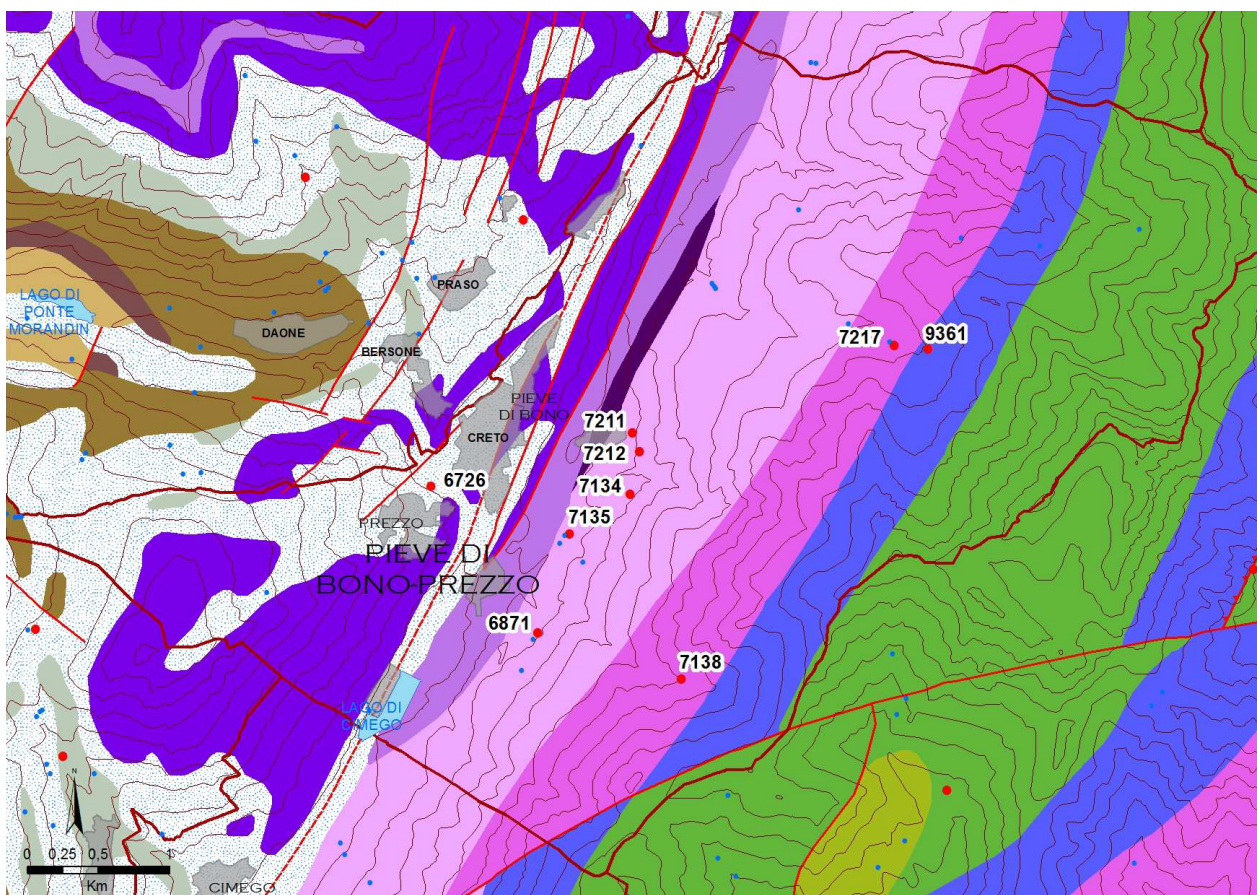 PRASO
LAGO DI
PONTE
MORANDIN
DAONE
BERSONE
7217
9361
PIEVE
DI BONO
CRETO
7211
7212
7134
6726
7135
PREZZO
PIEVE DI
BONO-PREZZO
6871
7138
LAGO DI
CIMEGO
N
0 0,25 0,5 1
Km
CIMEGO